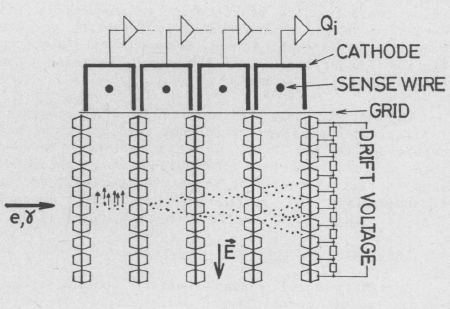 Qi
CATHODE
SENSE WIRE
GRID
DRIFT VOLTAGE
e,γ
E